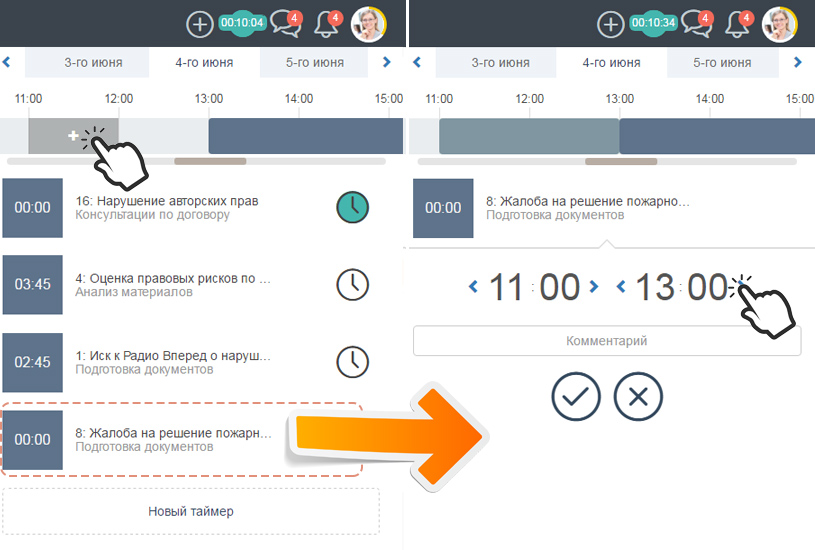 00:10:04
4
4
3-го июня
4-го июня
5-го июня
11:00
12:00
13:00
14:00
15:00
00:00
16: Нарушение авторских прав
Консультации по договору
03:45
4: Оценка правовых рисков по ...
Анализ материалов
02:45
1: Иск к Радио Вперед о наруш...
Подготовка документов
00:00
8: Жалоба на решение пожарн...
Подготовка документов
Новый таймер
00:10:34
4
4
3-го июня
4-го июня
5-го июня
11:00
12:00
13:00
14:00
15:00
00:00
8: Жалоба на решение пожарно...
Подготовка документов
11:00
13:00
Комментарий